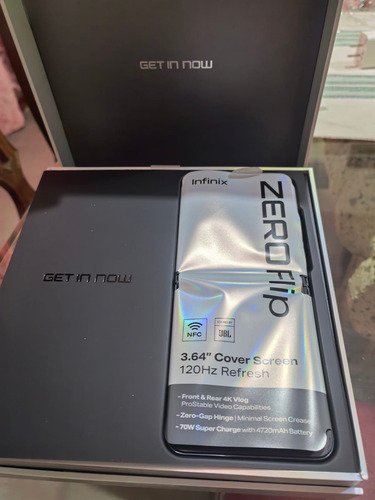 GET IN NOW
Infinix
ZERO flip
GET IN NOW
NFC
JBL
3.64" Cover Screen
120Hz Refresh
- Front & Rear 4K Vlog
ProStable Video Capabilities
- Zero-Gap Hinge | Minimal Screen Crease
- 70W Super Charge with 4720mAh Battery